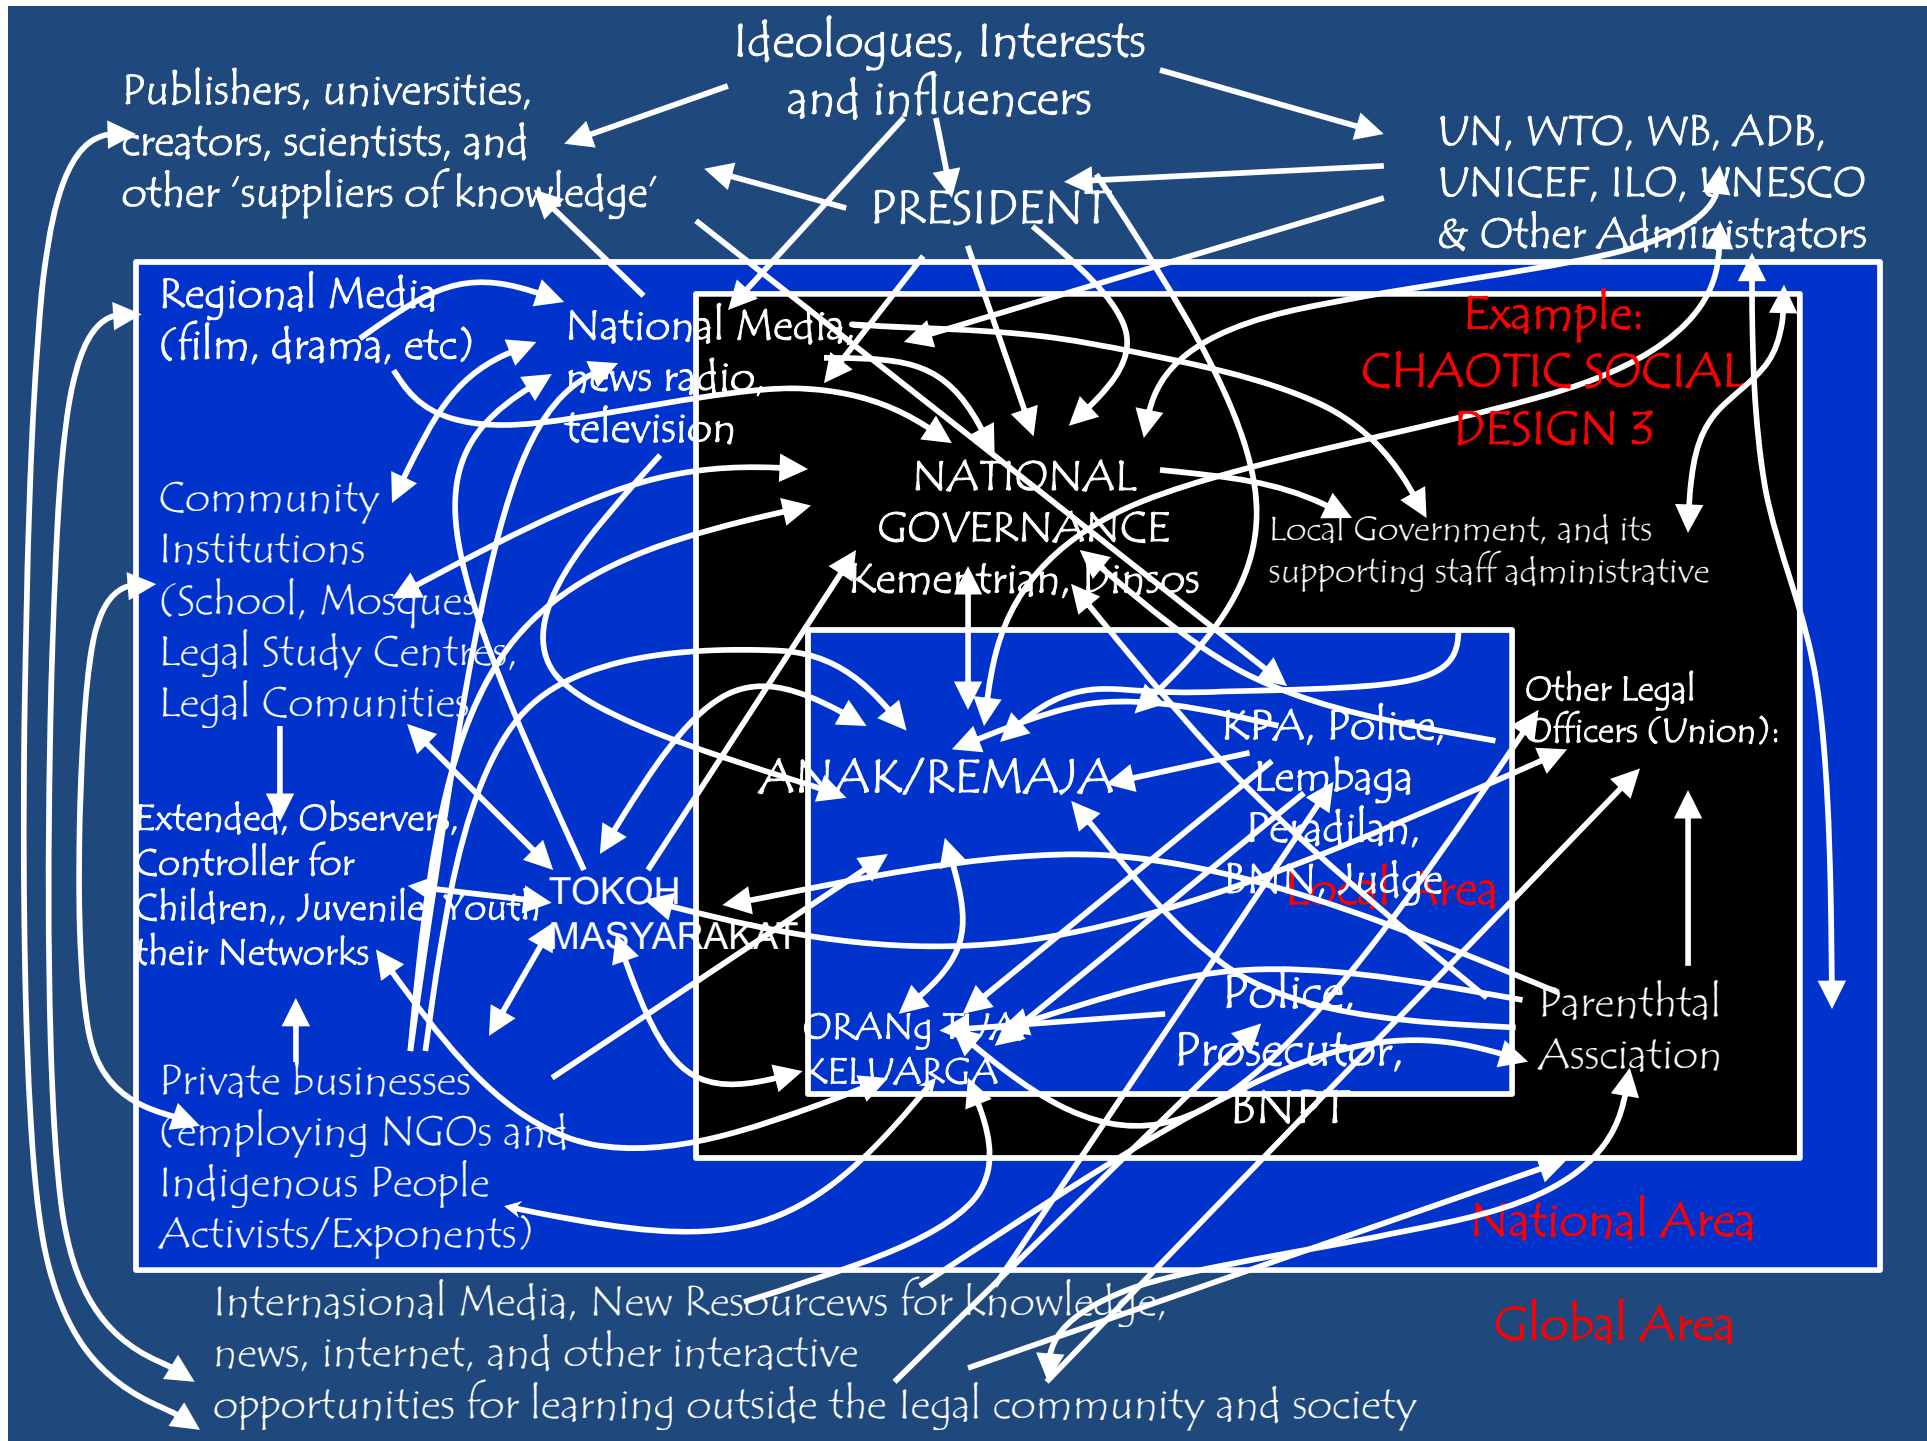 Ideologues, Interests
and influencers
Publishers, universities,
creators, scientists, and
other ‘suppliers of knowledge’
UN, WTO, WB, ADB,
UNICEF, ILO, UNESCO
& Other Administrators
PRESIDENT
Regional Media
(film, drama, etc)
National Media,
news radio,
television
Example:
CHAOTIC SOCIAL
DESIGN 3
Community
Institutions
(School, Mosques
Legal Study Centres,
Legal Comunities
NATIONAL
GOVERNANCE
Kementrian, Dinsos
Local Government, and its
supporting staff administrative
Other Legal
Officers (Union):
KPA, Police,
Lembaga
Peradilan,
BNN, Judge
Local Area
ANAK/REMAJA
Extended, Observers,
Controller for
Children,, Juvenile, Youth
their Networks
TOKOH
MASYARAKAT
ORANg TUA/
KELUARGA
Police,
Prosecutor,
BNPT
Parenthtal
Assciation
Private businesses
(employing NGOs and
Indigenous People
Activists/Exponents)
National Area
Internasional Media, New Resourcews for knowledge,
news, internet, and other interactive
opportunities for learning outside the legal community and society
Global Area